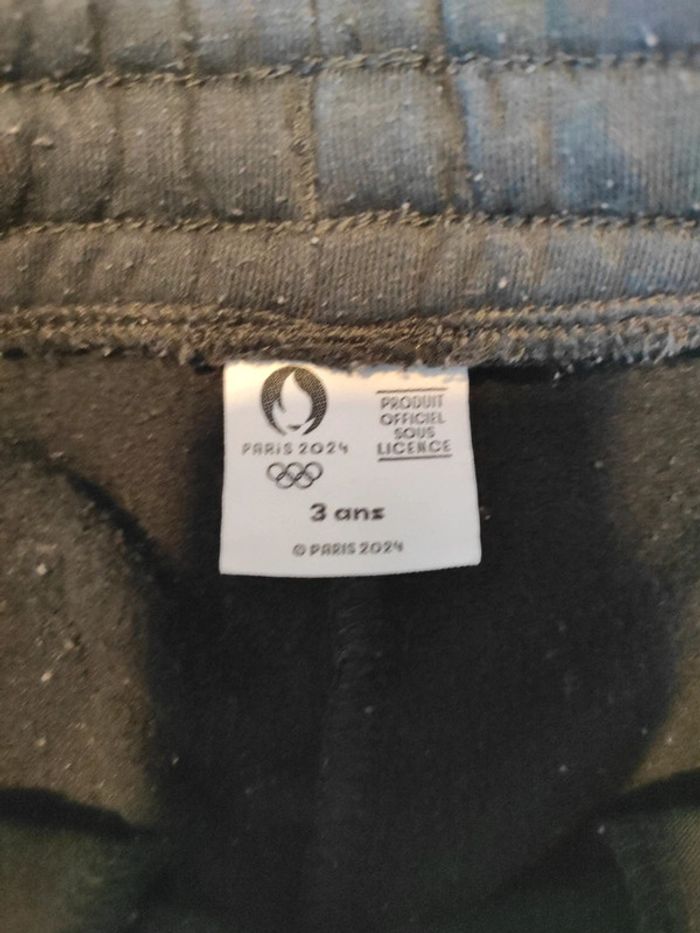 PARIS 2024
PRODUIT
OFFICIEL
SOUS
LICENCE
3 ans
© PARIS 2024